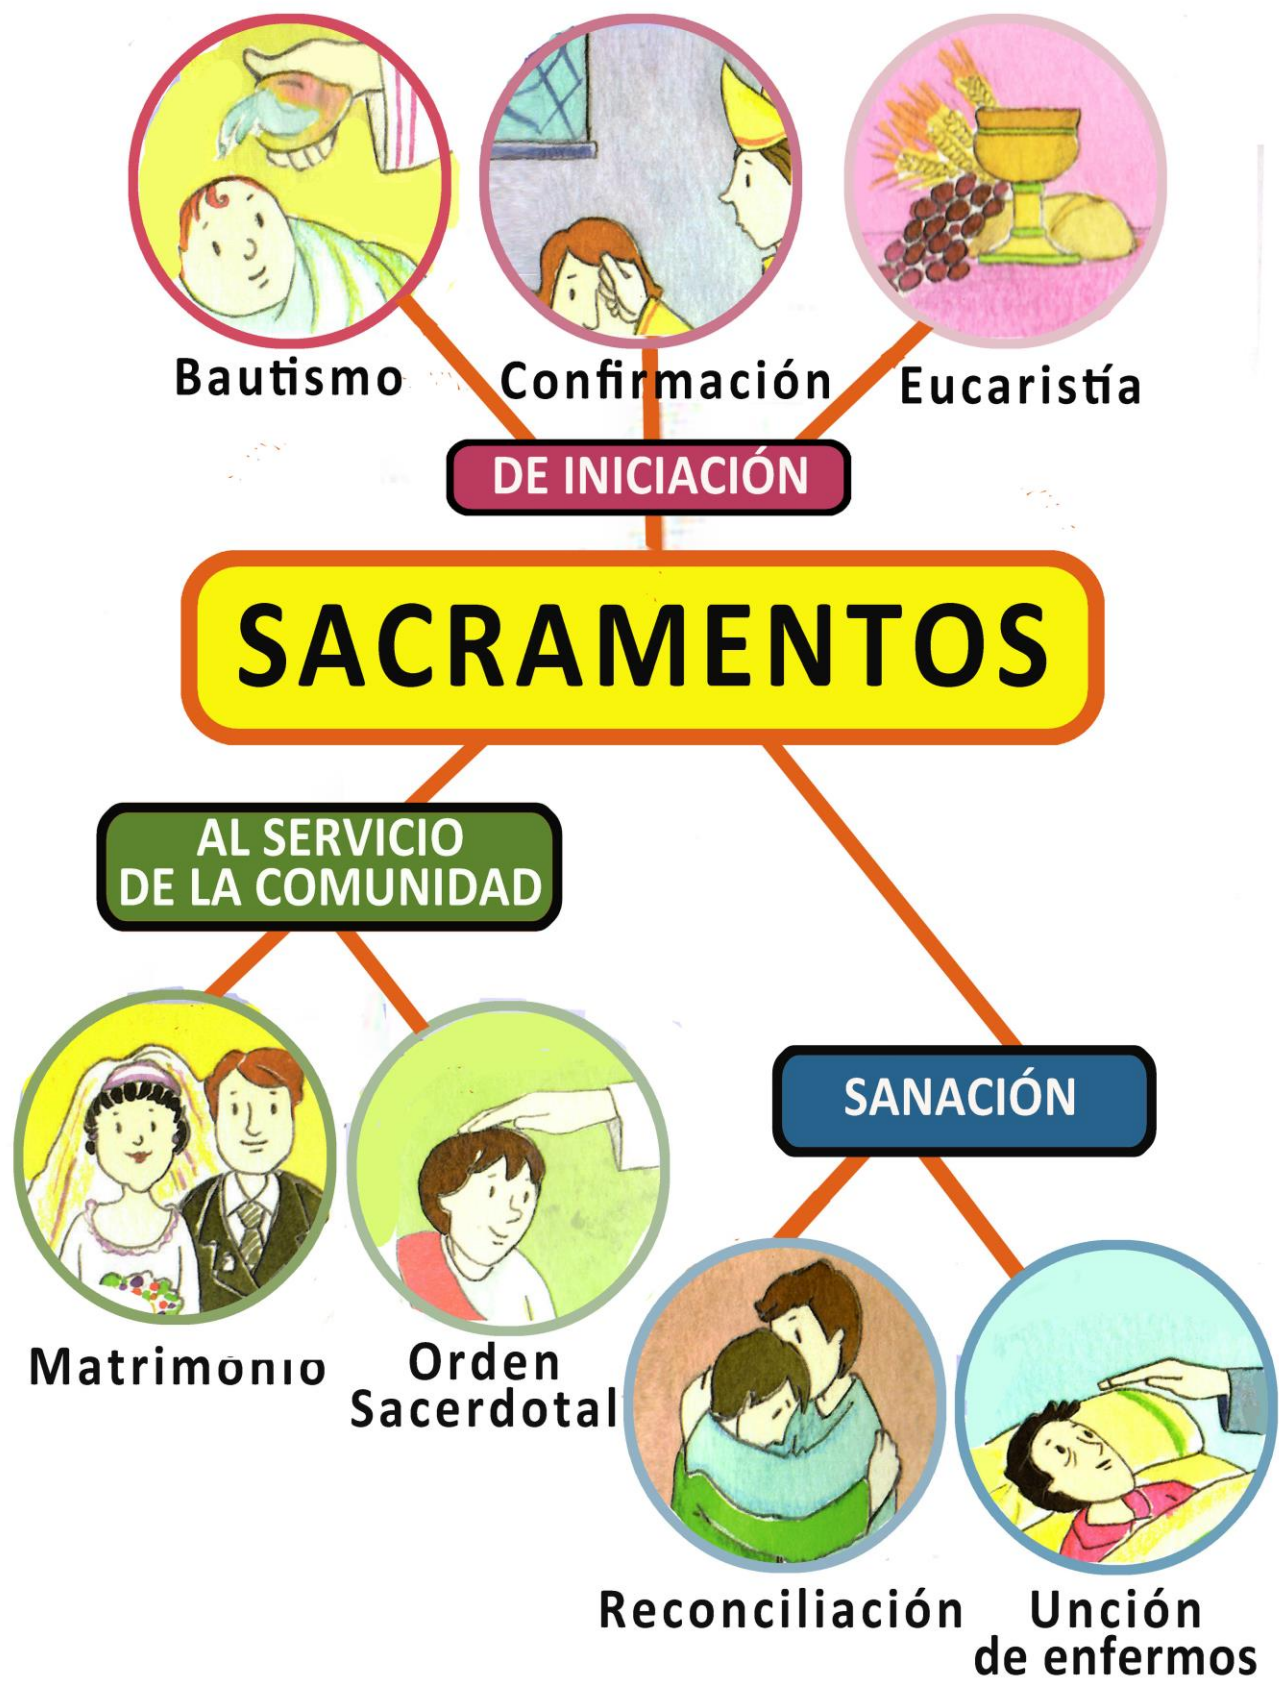 Bautismo
Confirmación
Eucaristía
DE INICIACIÓN
SACRAMENTOS
AL SERVICIO
DE LA COMUNIDAD
SANACIÓN
Matrimonio
Orden
Sacerdotal
Reconciliación
Unción
de enfermos